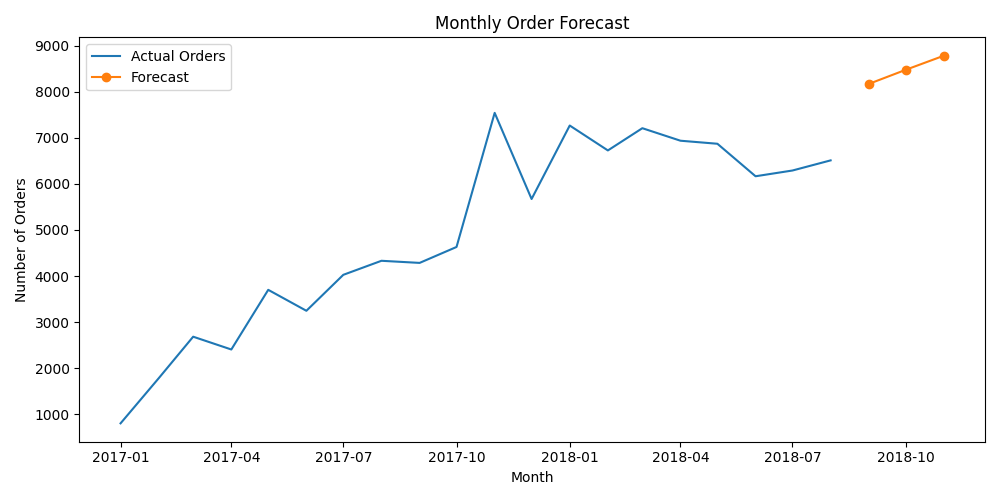 Monthly Order Forecast
Actual Orders
Forecast
Number of Orders
9000
8000
7000
6000
5000
4000
3000
2000
1000
2017-01 2017-04 2017-07 2017-10 2018-01 2018-04 2018-07 2018-10
Month